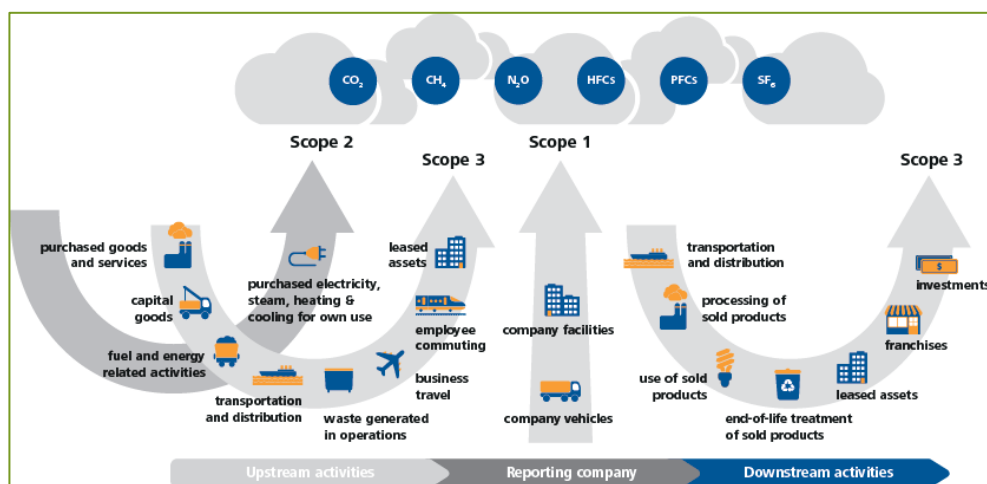 CO₂
CH₄
N₂O
HFCs
PFCs
SF₆
Scope 2
Scope 3
Scope 1
Scope 3
purchased goods
and services
capital
goods
fuel and energy
related activities
transportation
and distribution
purchased electricity,
steam, heating &
cooling for own use
waste generated
in operations
business
travel
employee
commuting
leased
assets
company facilities
company vehicles
transportation
and distribution
processing of
sold products
use of sold
products
end-of-life treatment
of sold products
leased assets
franchises
$
investments
Upstream activities
Reporting company
Downstream activities